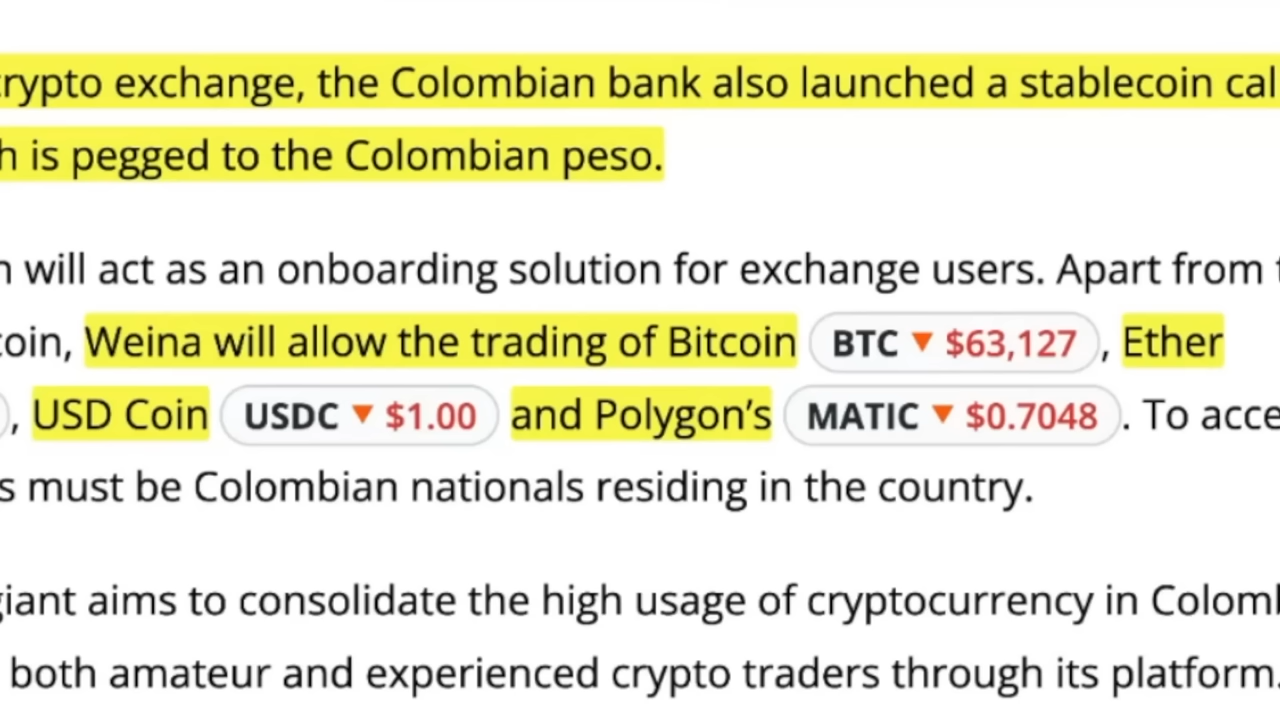 crypto exchange, the Colombian bank also launched a stablecoin cal
h is pegged to the Colombian peso.
n will act as an onboarding solution for exchange users. Apart from
coin, Weina will allow the trading of Bitcoin BTC ▼ $63,127 , Ether
, USD Coin USDC ▼ $1.00 and Polygon’s MATIC ▼ $0.7048 . To acce
s must be Colombian nationals residing in the country.
giant aims to consolidate the high usage of cryptocurrency in Colom
both amateur and experienced crypto traders through its platform.